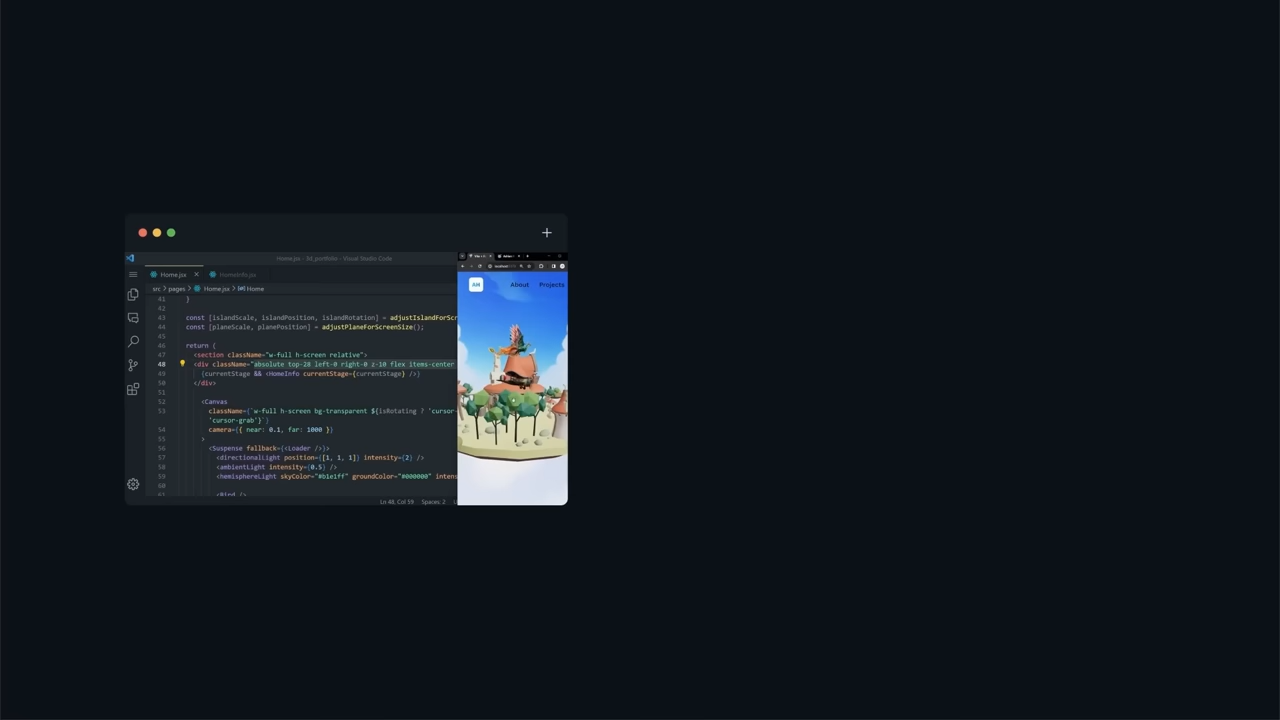 Home.jsx - 3d_portfolio - Visual Studio Code
Home.jsx
HomeInfo.jsx
src > pages > Home.jsx > Home
41 }
42
43 const [islandScale, islandPosition, islandRotation] = adjustIslandForScr
44 const [planeScale, planePosition] = adjustPlaneForScreenSize();
45
46 return (
47 <section className="w-full h-screen relative">
48 <div className="absolute top-28 left-0 right-0 z-10 flex items-center
49 {currentStage && <HomeInfo currentStage={currentStage} />}
50 </div>
51
52 <Canvas
53 className={`w-full h-screen bg-transparent ${isRotating ? 'cursor-
'cursor-grab'}`}
54 camera={{ near: 0.1, far: 1000 }}
55 >
56 <Suspense fallback={<Loader />}>
57 <directionalLight position={[1, 1, 1]} intensity={2} />
58 <ambientLight intensity={0.5} />
59 <hemisphereLight skyColor="#b1e1ff" groundColor="#000000" intens
60
61 <Bird />
Ln 48, Col 59 Spaces: 2 U
AH
About
Projects